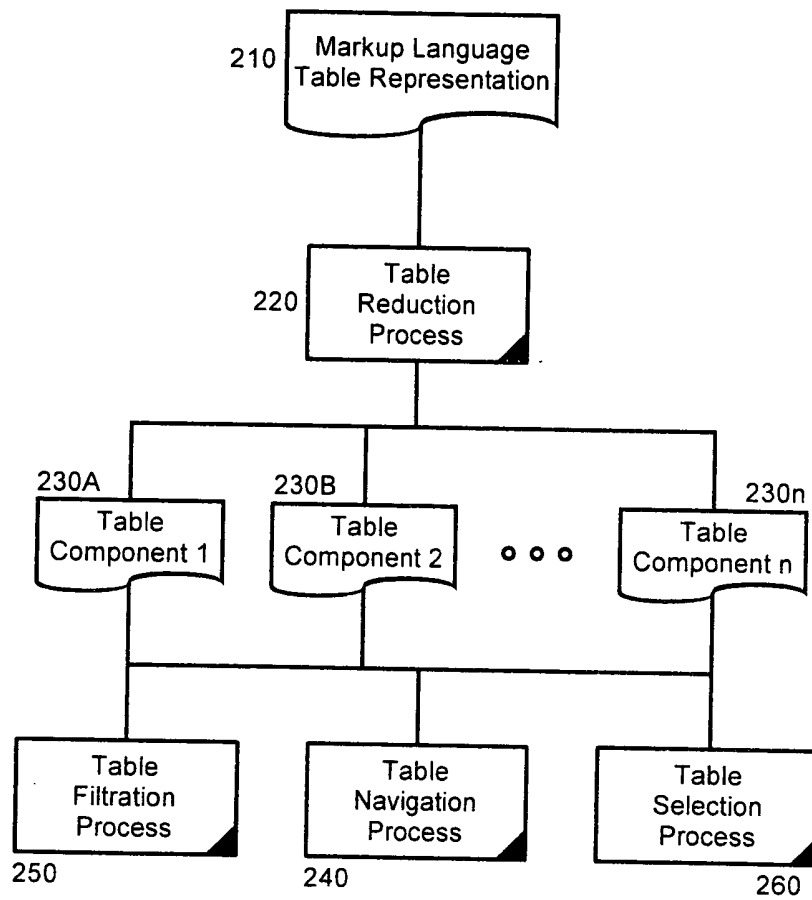 210
Markup Language
Table Representation
220
Table
Reduction
Process
230A
Table
Component 1
230B
Table
Component 2
230n
Table
Component n
Table
Filtration
Process
250
Table
Navigation
Process
240
Table
Selection
Process
260